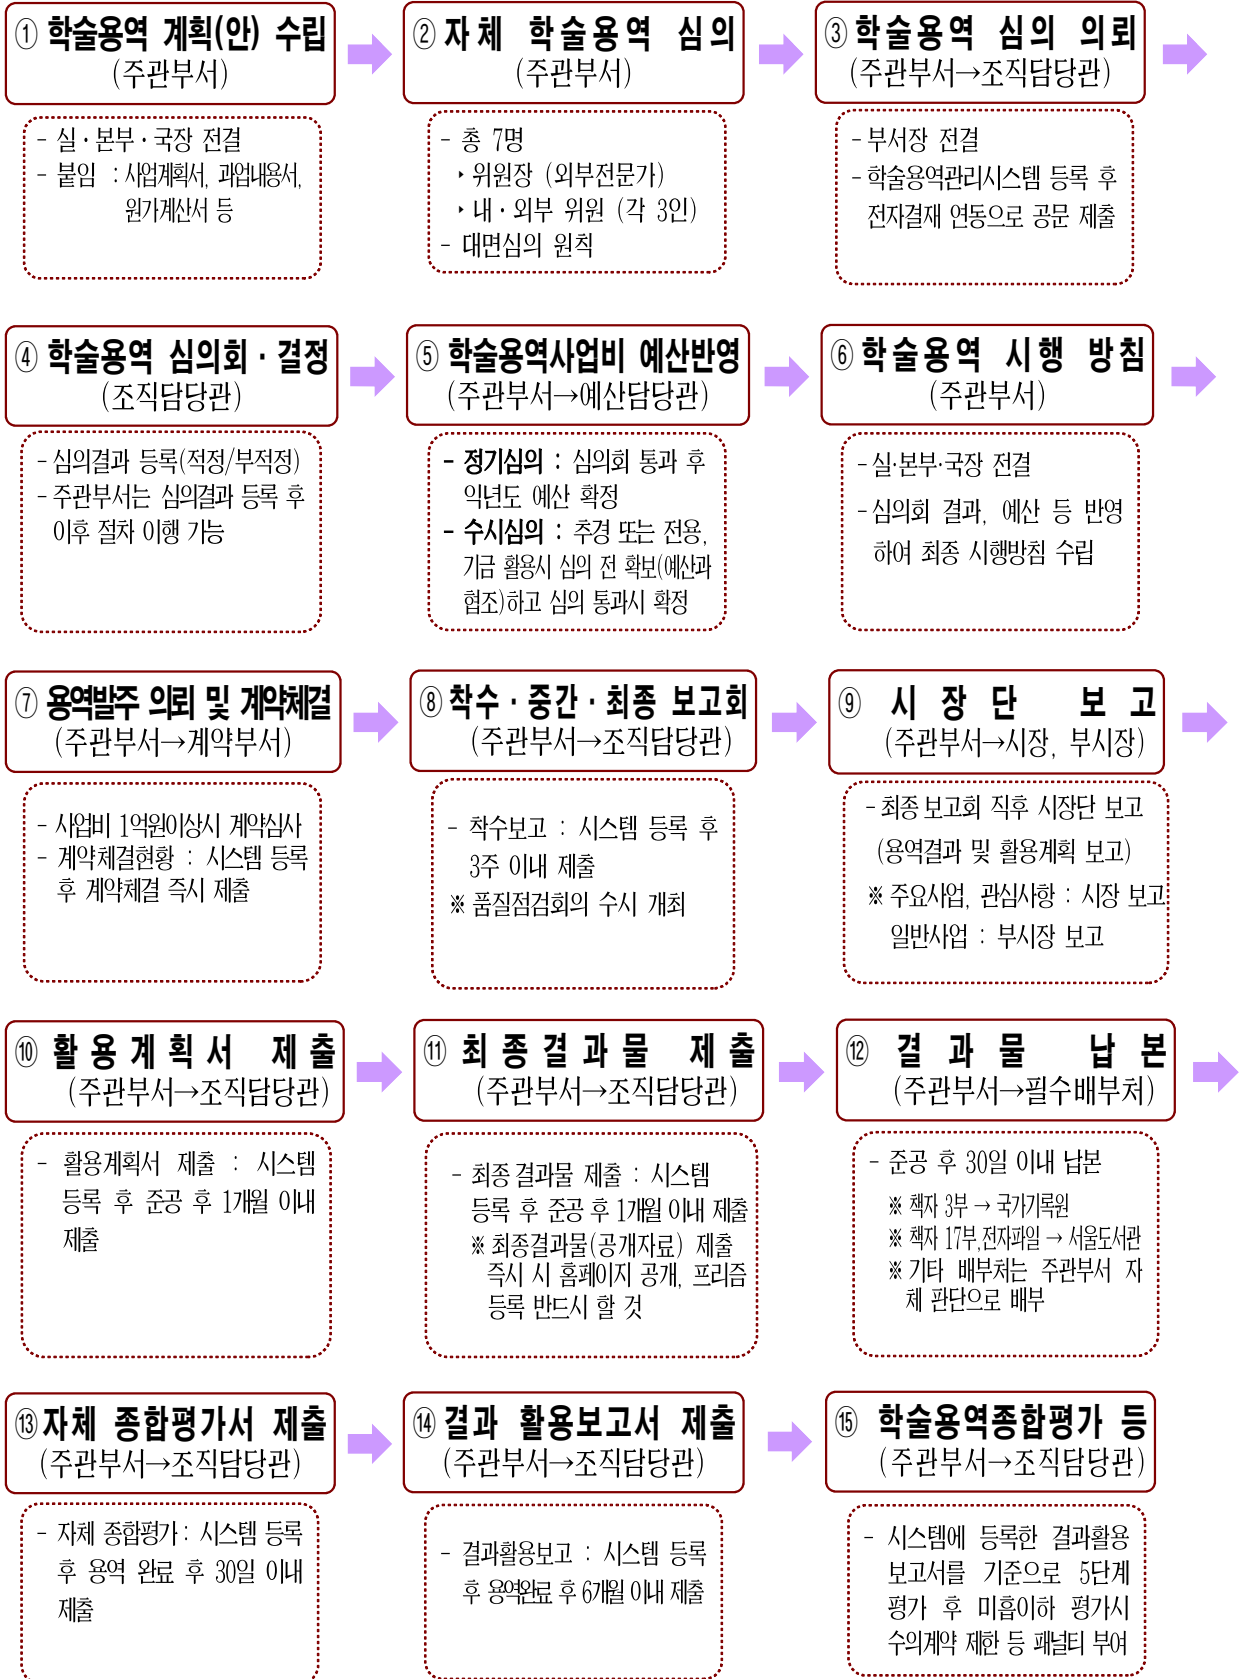 ① 학술용역 계획(안) 수립
(주관부서)
- 실·본부·국장 전결
- 붙임 : 사업계획서, 과업내용서,
원가계산서 등
② 자체 학술용역 심의
(주관부서)
- 총 7명
‣ 위원장 (외부전문가)
‣ 내·외부 위원 (각 3인)
- 대면심의 원칙
③ 학술용역 심의 의뢰
(주관부서→조직담당관)
- 부서장 전결
- 학술용역관리시스템 등록 후
전자결재 연동으로 공문 제출
④ 학술용역 심의회·결정
(조직담당관)
- 심의결과 등록(적정/부적정)
- 주관부서는 심의결과 등록 후
이후 절차 이행 가능
⑤ 학술용역사업비 예산반영
(주관부서→예산담당관)
- 정기심의 : 심의회 통과 후
익년도 예산 확정
- 수시심의 : 추경 또는 전용,
기금 활용시 심의 전 확보(예산과
협조)하고 심의 통과시 확정
⑥ 학술용역 시행 방침
(주관부서)
- 실·본부·국장 전결
- 심의회 결과, 예산 등 반영
하여 최종 시행방침 수립
⑦ 용역발주 의뢰 및 계약체결
(주관부서→계약부서)
- 사업비 1억원이상시 계약심사
- 계약체결현황 : 시스템 등록
후 계약체결 즉시 제출
⑧ 착수·중간·최종 보고회
(주관부서→조직담당관)
- 착수보고 : 시스템 등록 후
3주 이내 제출
※ 품질점검회의 수시 개최
⑨ 시장단 보고
(주관부서→시장, 부시장)
- 최종 보고회 직후 시장단 보고
(용역결과 및 활용계획 보고)
※ 주요사업, 관심사항 : 시장 보고
일반사업 : 부시장 보고
⑩ 활용계획서 제출
(주관부서→조직담당관)
- 활용계획서 제출 : 시스템
등록 후 준공 후 1개월 이내
제출
⑪ 최종결과물 제출
(주관부서→조직담당관)
- 최종 결과물 제출 : 시스템
등록 후 준공 후 1개월 이내 제출
※ 최종결과물(공개자료) 제출
즉시 시 홈페이지 공개, 프리즘
등록 반드시 할 것
⑫ 결과물 납본
(주관부서→필수배부처)
- 준공 후 30일 이내 납본
※ 책자 3부 → 국가기록원
※ 책자 17부,전자파일 → 서울도서관
※ 기타 배부처는 주관부서 자
체 판단으로 배부
⑬ 자체 종합평가서 제출
(주관부서→조직담당관)
- 자체 종합평가 : 시스템 등록
후 용역 완료 후 30일 이내
제출
⑭ 결과 활용보고서 제출
(주관부서→조직담당관)
- 결과활용보고 : 시스템 등록
후 용역완료 후 6개월 이내 제출
⑮ 학술용역종합평가 등
(주관부서→조직담당관)
- 시스템에 등록한 결과활용
보고서를 기준으로 5단계
평가 후 미흡이하 평가시
수의계약 제한 등 패널티 부여